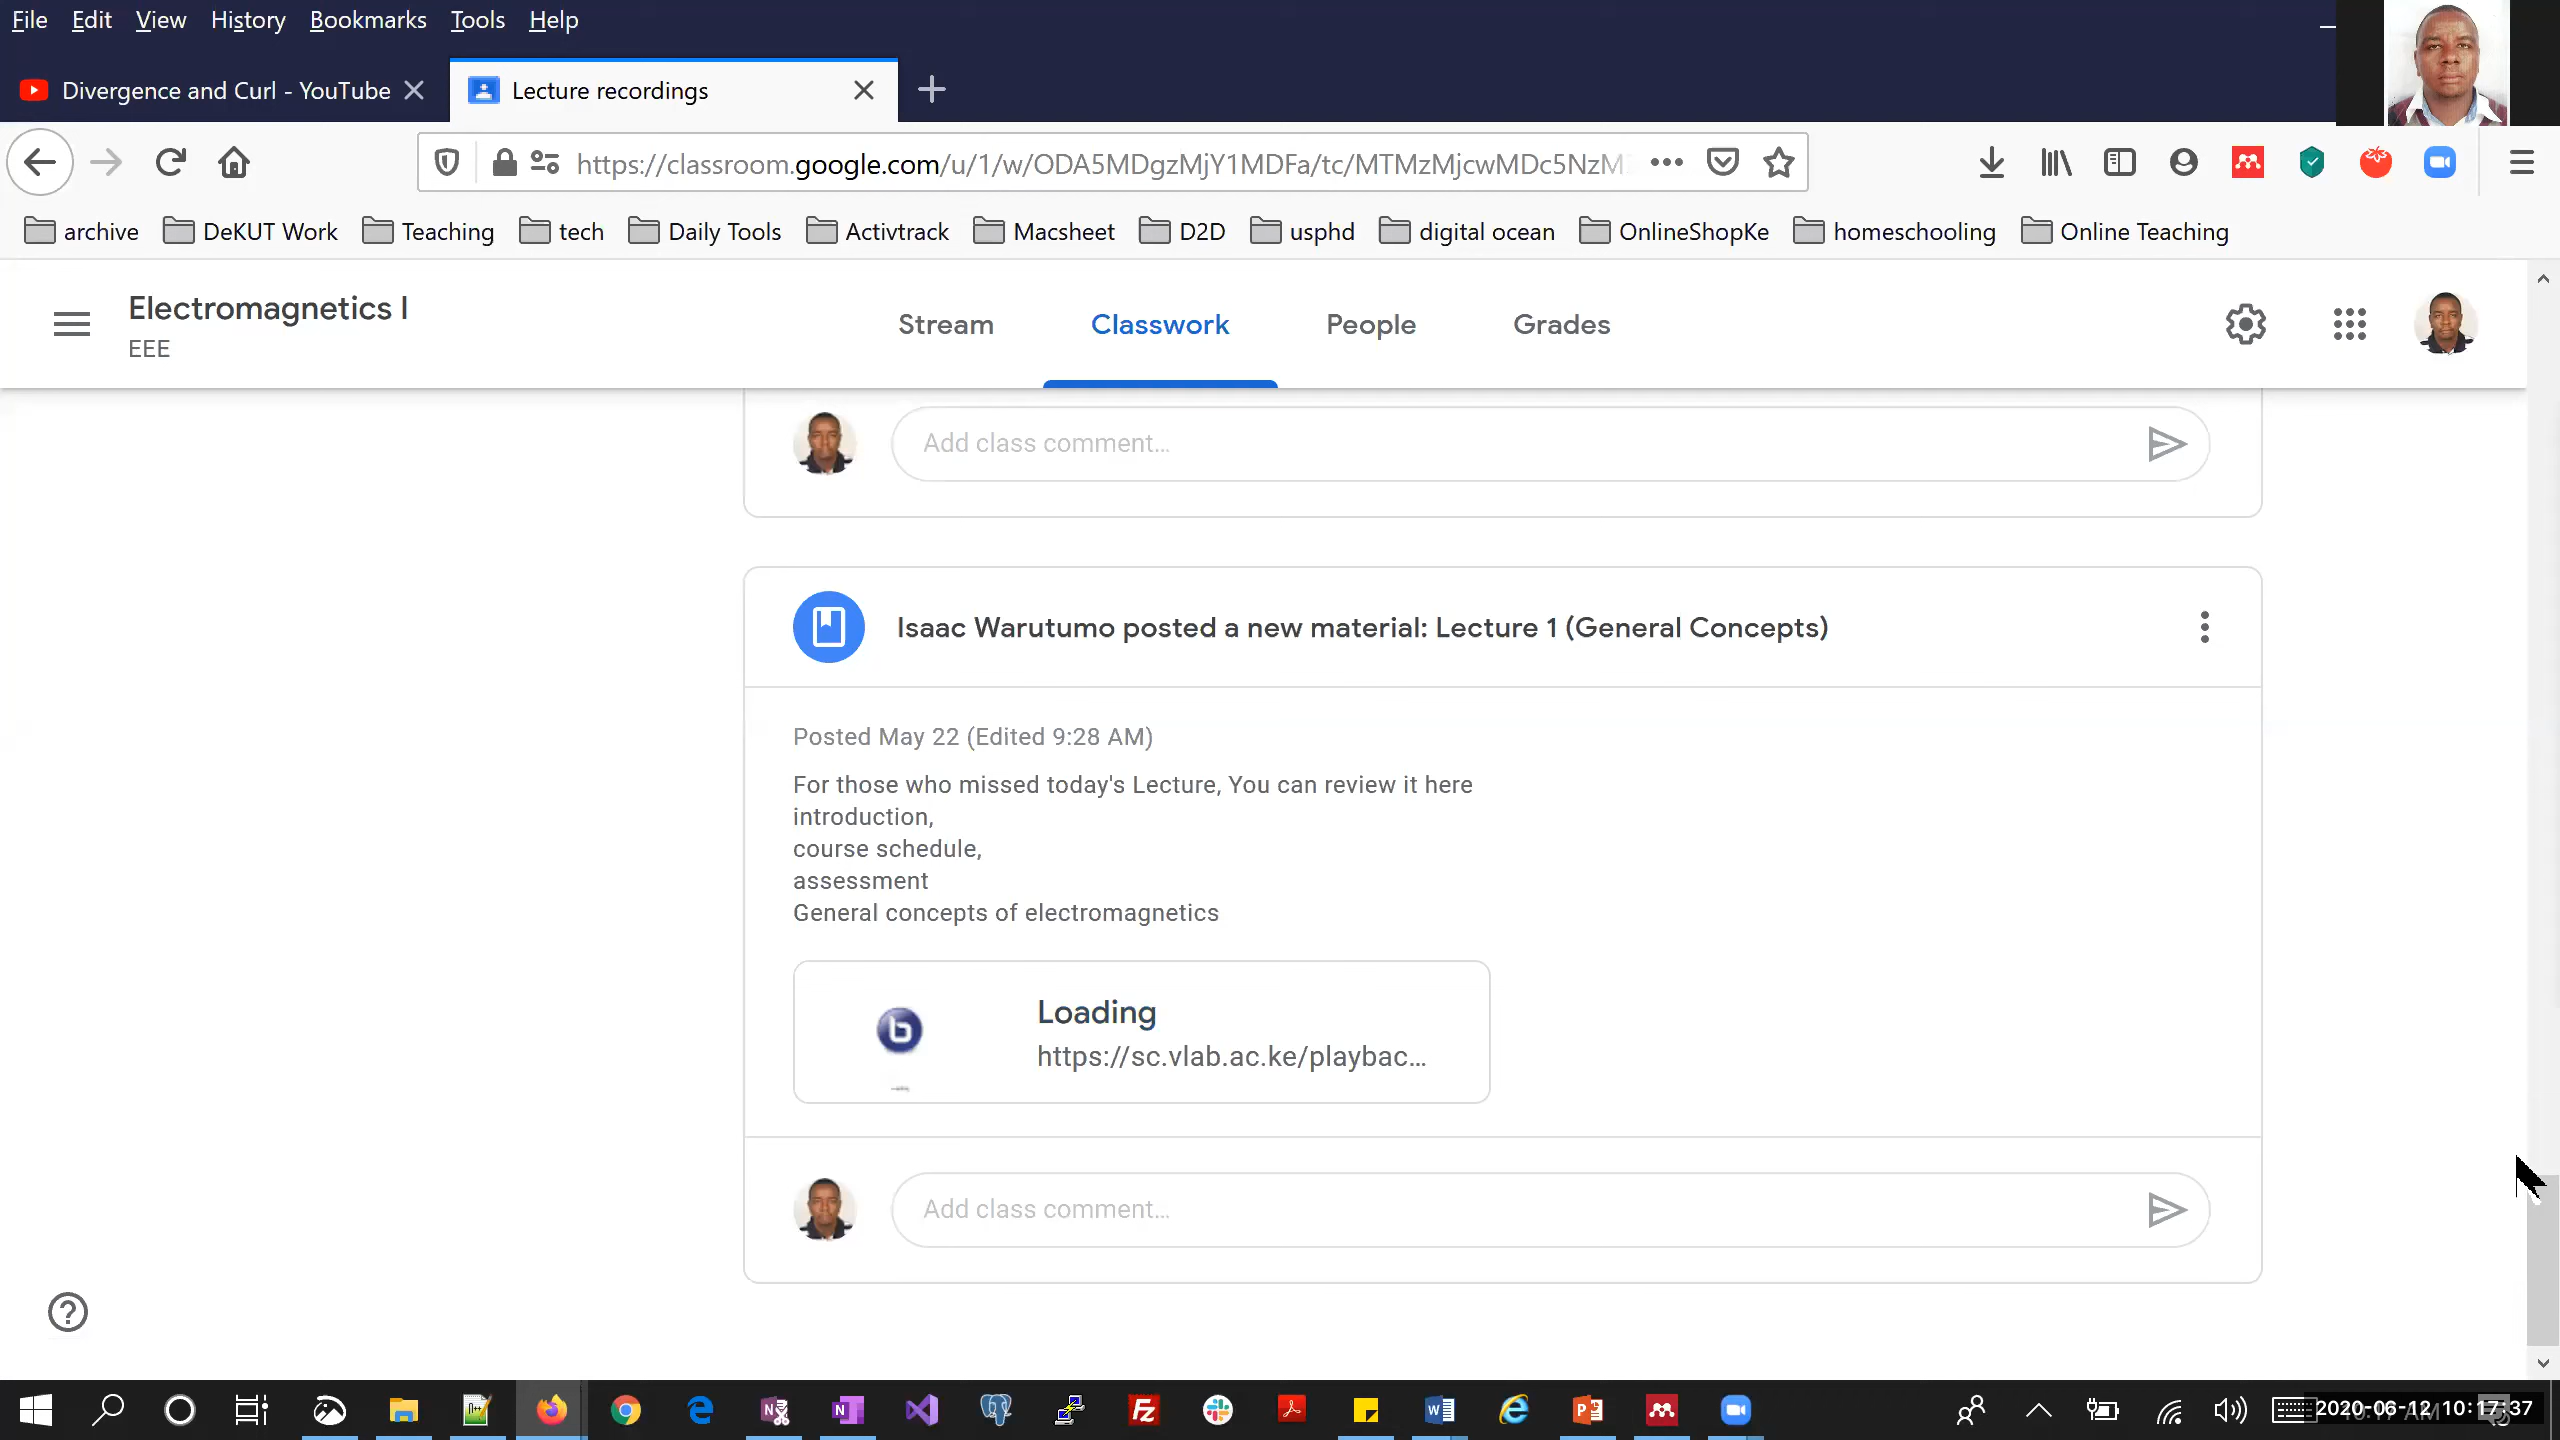 File Edit View History Bookmarks Tools Help
Divergence and Curl - YouTube
Lecture recordings
https://classroom.google.com/u/1/w/ODA5MDgzMjY1MDFa/tc/MTMzMjcwMDc5NzM
archive DeKUT Work Teaching tech Daily Tools Activtrack Macsheet D2D usphd digital ocean OnlineShopKe homeschooling Online Teaching
Electromagnetics I
EEE
Stream Classwork People Grades
Add class comment...
Isaac Warutumo posted a new material: Lecture 1 (General Concepts)
Posted May 22 (Edited 9:28 AM)
For those who missed today's Lecture, You can review it here
introduction,
course schedule,
assessment
General concepts of electromagnetics
Loading
https://sc.vlab.ac.ke/playbac...
Add class comment...
2020-06-12 10:17:37